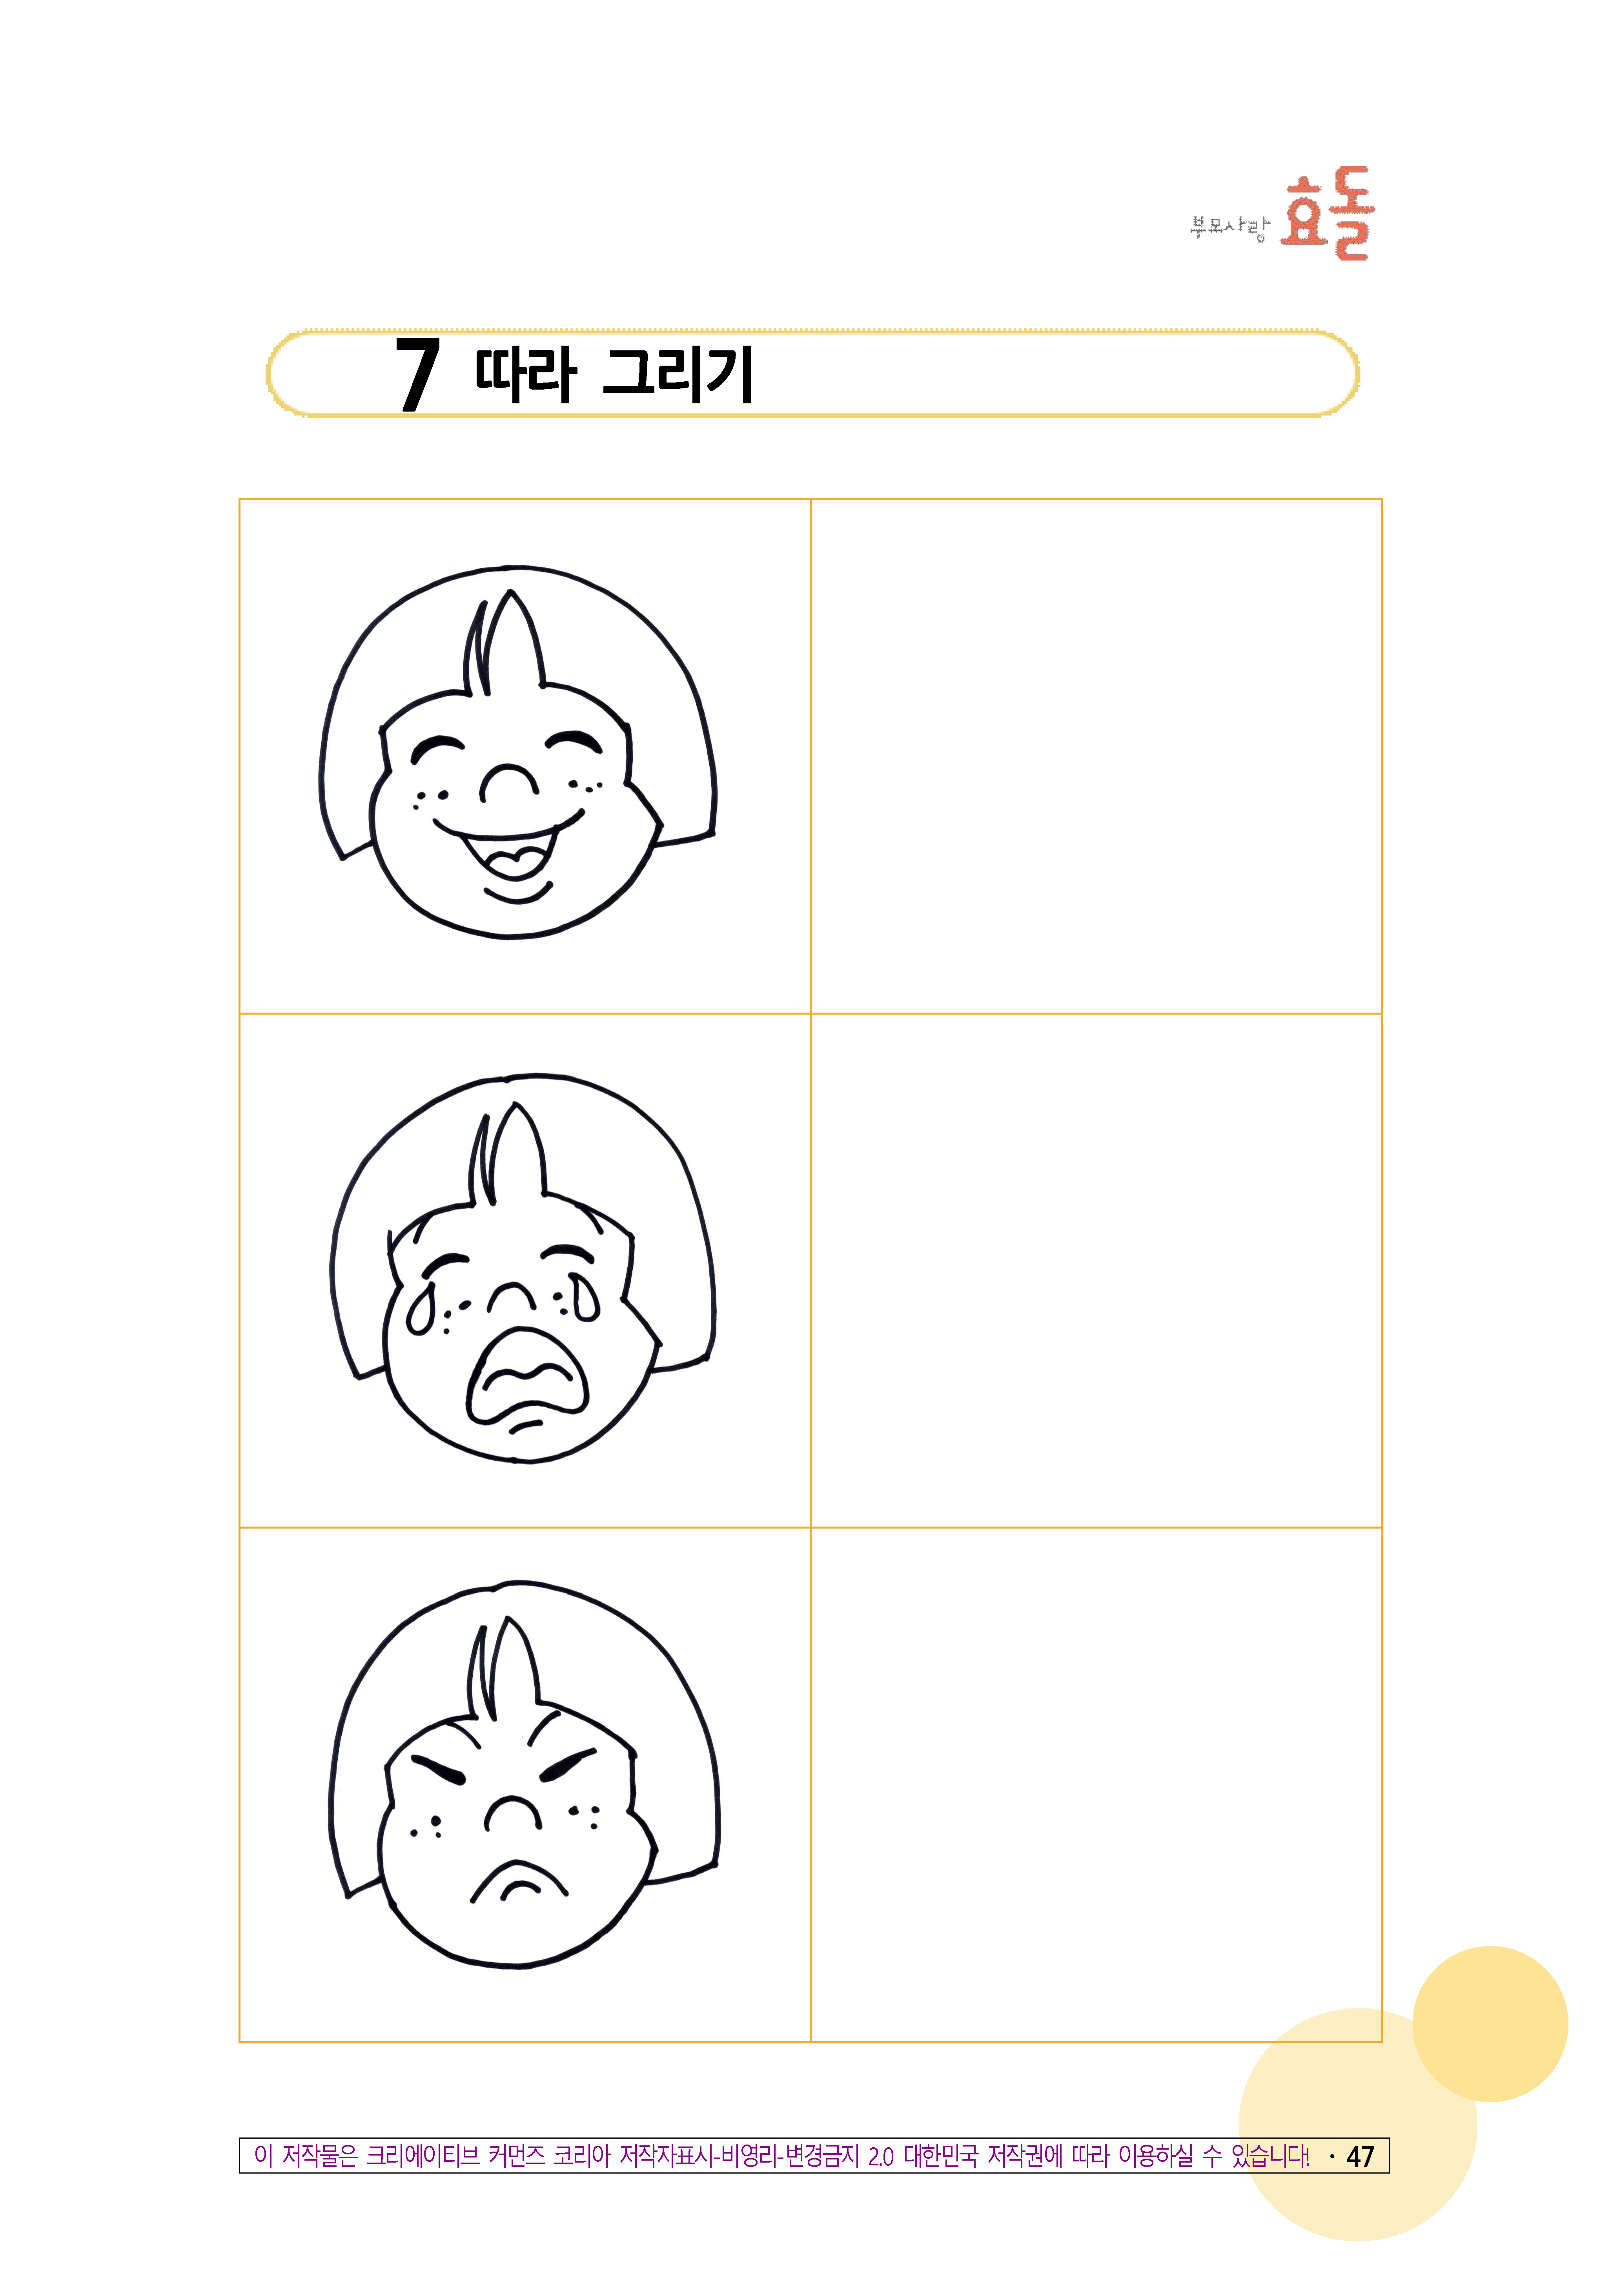 부모사랑 효돌
7 따라 그리기
이 저작물은 크리에이티브 커먼즈 코리아 저작자표시-비영리-변경금지 2.0 대한민국 저작권에 따라 이용하실 수 있습니다! · 47